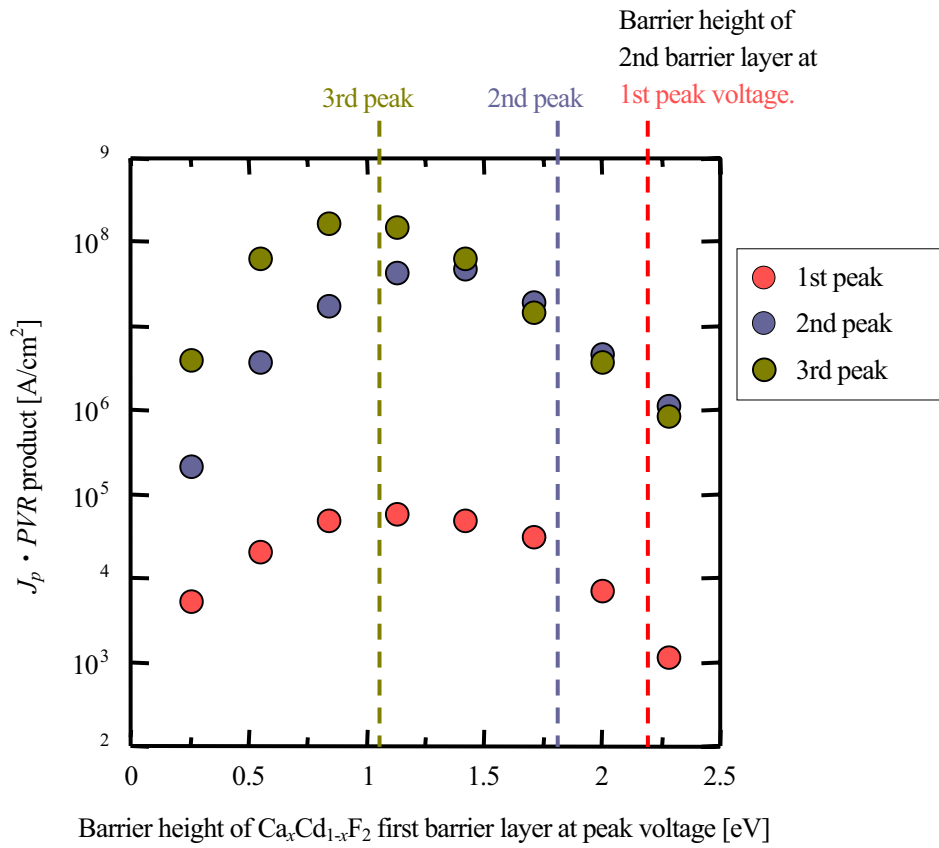 Barrier height of
2nd barrier layer at
1st peak voltage.
3rd peak
2nd peak
9
10⁸
10⁶
10⁵
4
10³
2
J_p・PVR product [A/cm²]
0
0.5
1
1.5
2
2.5
Barrier height of CaₓCd₁₋ₓF₂ first barrier layer at peak voltage [eV]
1st peak
2nd peak
3rd peak